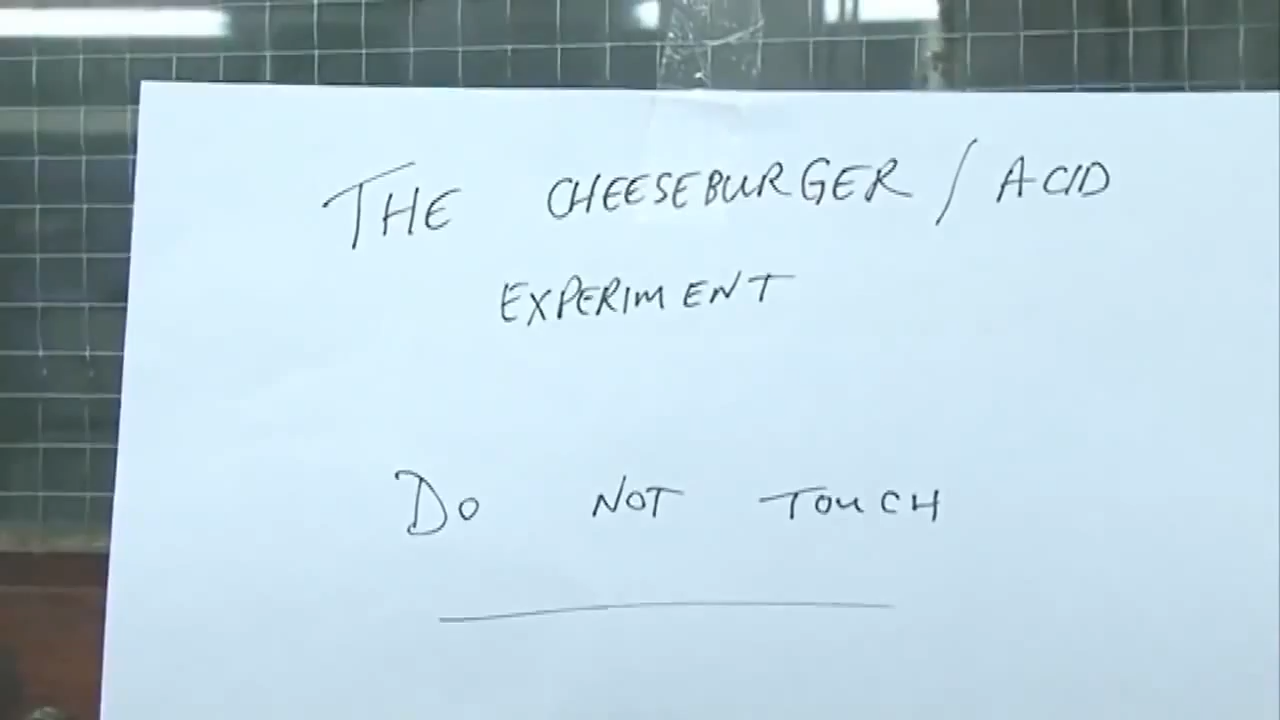 THE CHEESEBURGER / ACID
EXPERIMENT
DO NOT TOUCH